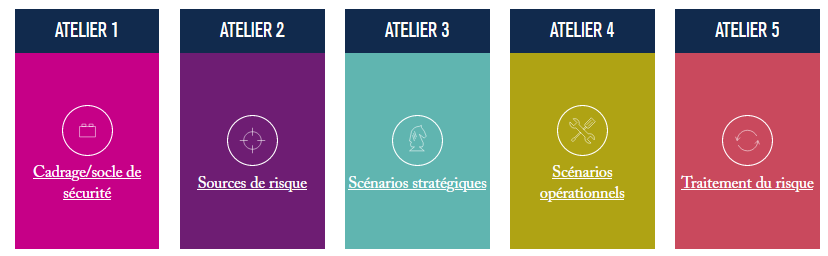 ATELIER 1
Cadrage/socle de
sécurité
ATELIER 2
Sources de risque
ATELIER 3
Scénarios stratégiques
ATELIER 4
Scénarios
opérationnels
ATELIER 5
Traitement du risque